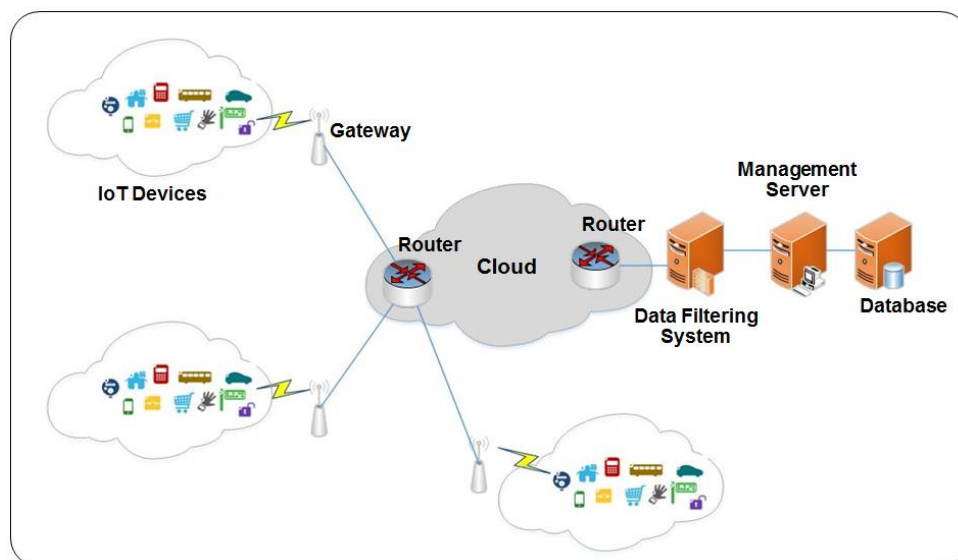 Gateway
IoT Devices
Management
Server
Router
Router
Cloud
Data Filtering
System
Database